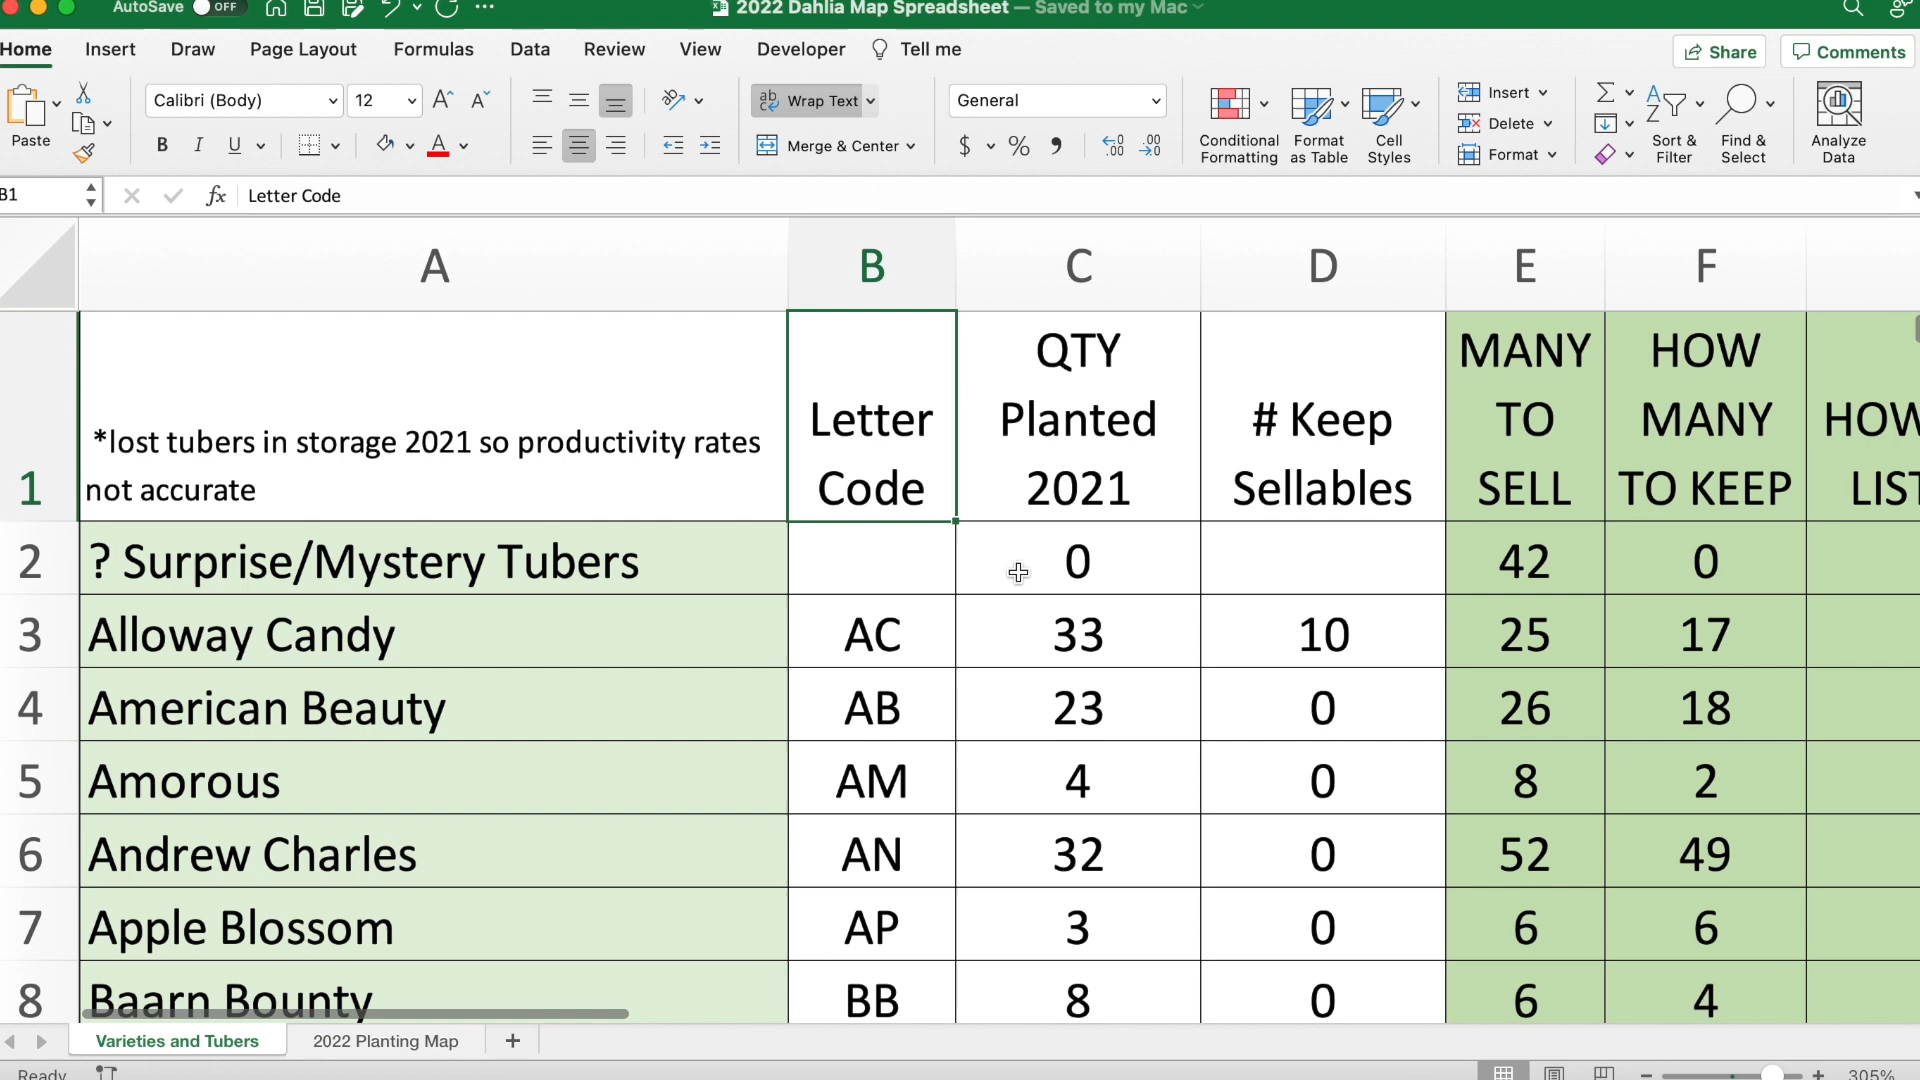 AutoSave OFF 2022 Dahlia Map Spreadsheet — Saved to my Mac
Home Insert Draw Page Layout Formulas Data Review View Developer Tell me Share Comments
Paste Calibri (Body) 12 Wrap Text General Insert
B I U Merge & Center $ % Conditional Formatting Format as Table Cell Styles Delete Format Sort & Filter Find & Select Analyze Data
B1 fx Letter Code
A B C D E F
1 *lost tubers in storage 2021 so productivity rates not accurate Letter Code QTY Planted 2021 # Keep Sellables MANY TO SELL HOW MANY TO KEEP
2 ? Surprise/Mystery Tubers 0 42 0
3 Alloway Candy AC 33 10 25 17
4 American Beauty AB 23 0 26 18
5 Amorous AM 4 0 8 2
6 Andrew Charles AN 32 0 52 49
7 Apple Blossom AP 3 0 6 6
8 Baarn Bounty BB 8 0 6 4
Varieties and Tubers 2022 Planting Map +
Ready 305%